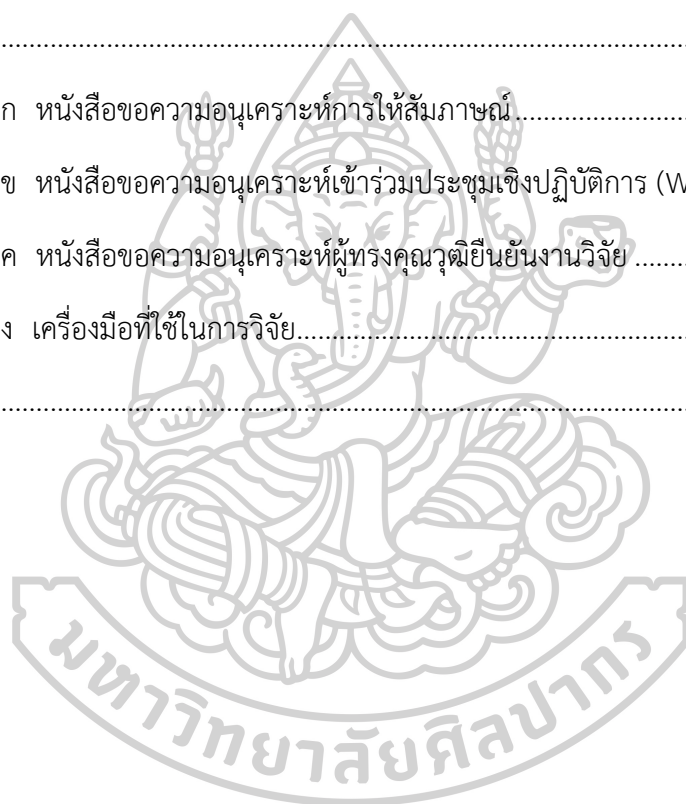 ........................................................................................................
ก หนังสือขอความอนุเคราะห์การให้สัมภาษณ์..........................
ข หนังสือขอความอนุเคราะห์เข้าร่วมประชุมเชิงปฏิบัติการ (W
ค หนังสือขอความอนุเคราะห์ผู้ทรงคุณวุฒิยืนยันงานวิจัย ........
ง เครื่องมือที่ใช้ในการวิจัย........................................................
........................................................................................................
มหาวิทยาลัยศิลปากร